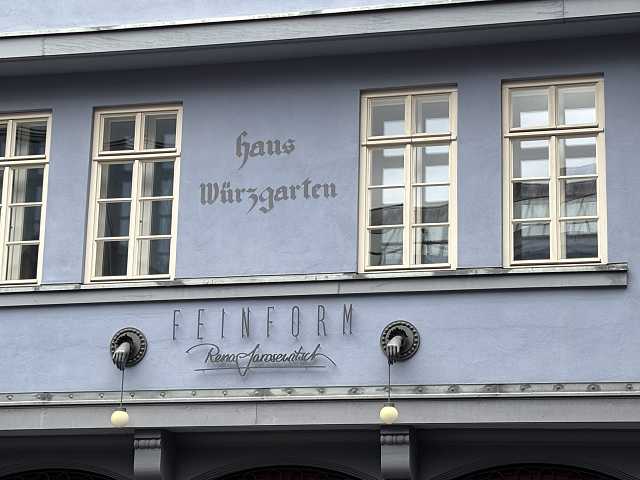 haus
Würzgarten
FEINFORM
Rena Jarosewitsch